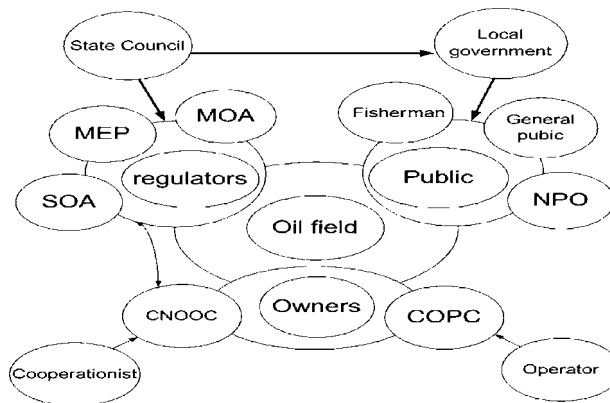 State Council
Local
government
MOA
Fisherman
General
pubic
MEP
regulators
Public
SOA
NPO
Oil field
CNOOC
Owners
COPC
Cooperationist
Operator